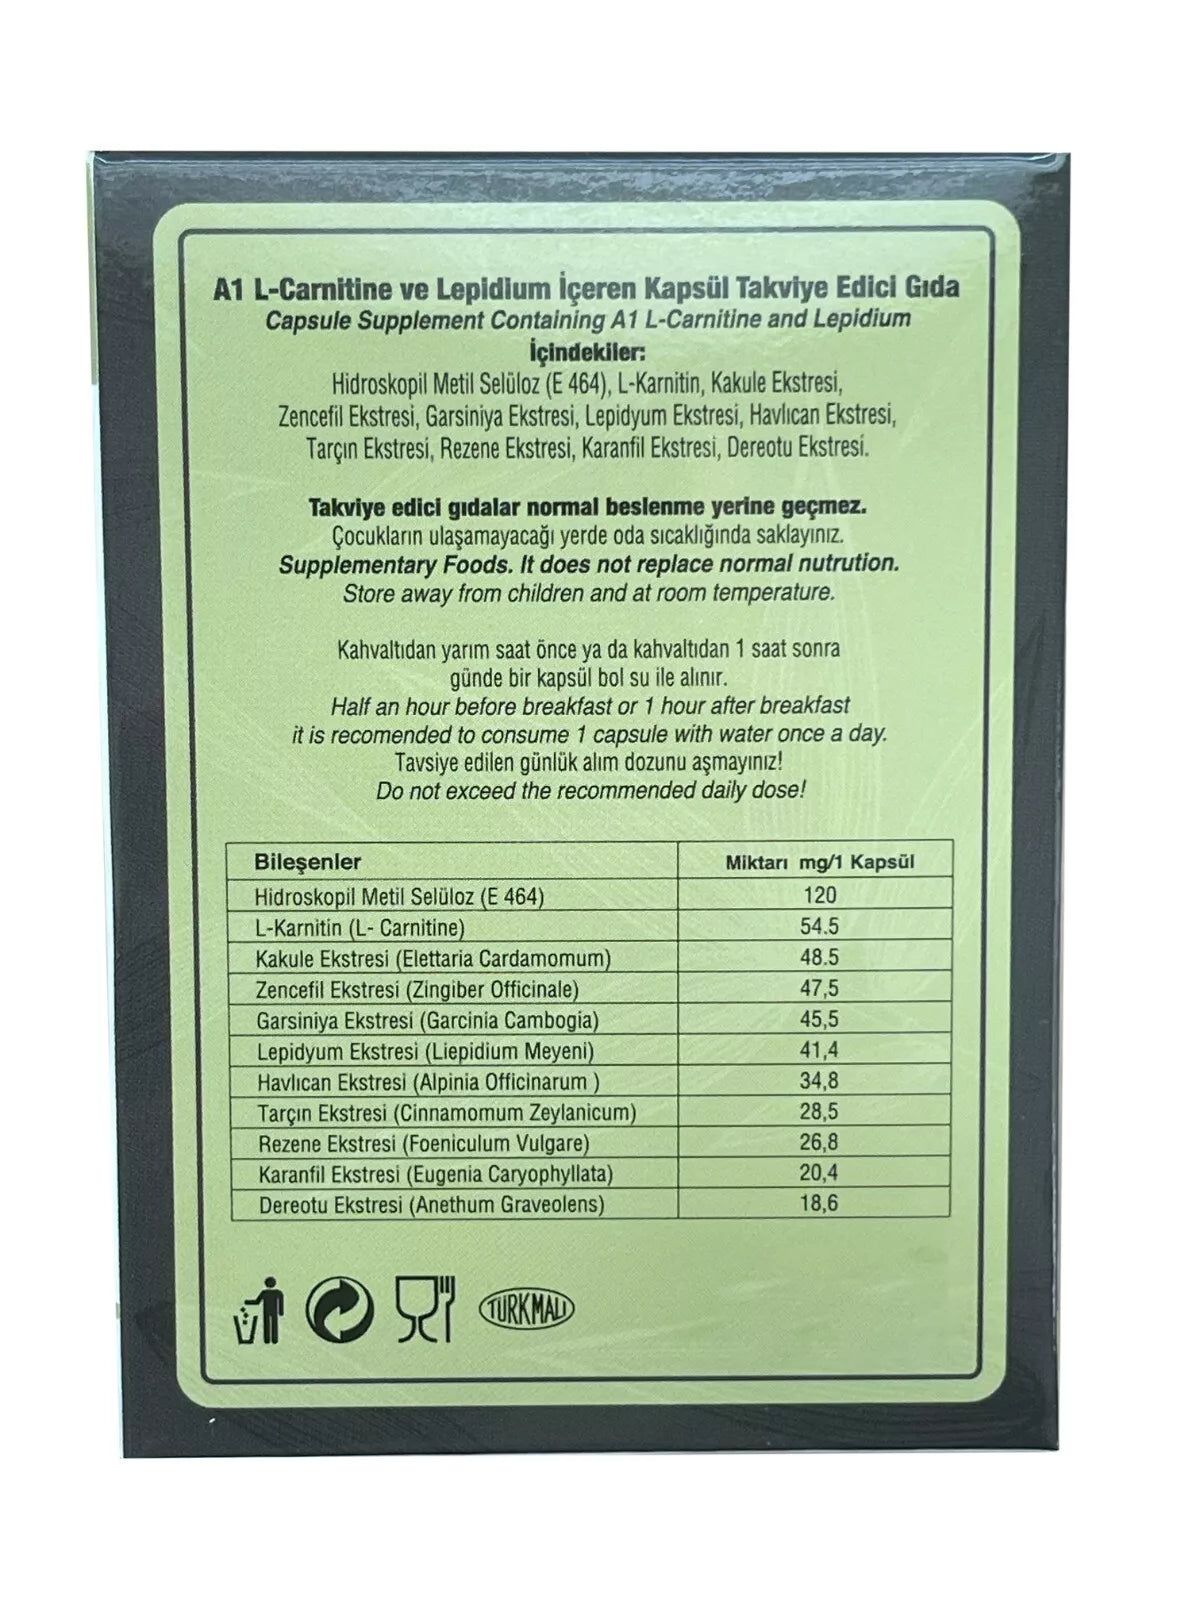 A1 L-Carnitine ve Lepidium İçeren Kapsül Takviye Edici Gıda
Capsule Supplement Containing A1 L-Carnitine and Lepidium
İçindekiler:
Hidroskopil Metil Selüloz (E 464), L-Karnitin, Kakule Ekstresi,
Zencefil Ekstresi, Garsiniya Ekstresi, Lepidyum Ekstresi, Havlıcan Ekstresi,
Tarçın Ekstresi, Rezene Ekstresi, Karanfil Ekstresi, Dereotu Ekstresi.
Takviye edici gıdalar normal beslenme yerine geçmez.
Çocukların ulaşamayacağı yerde oda sıcaklığında saklayınız.
Supplementary Foods. It does not replace normal nutrution.
Store away from children and at room temperature.
Kahvaltıdan yarım saat önce ya da kahvaltıdan 1 saat sonra
günde bir kapsül bol su ile alınır.
Half an hour before breakfast or 1 hour after breakfast
it is recomended to consume 1 capsule with water once a day.
Tavsiye edilen günlük alım dozunu aşmayınız!
Do not exceed the recommended daily dose!
Bileşenler Miktarı mg/1 Kapsül
Hidroskopil Metil Selüloz (E 464) 120
L-Karnitin (L- Carnitine) 54.5
Kakule Ekstresi (Elettaria Cardamomum) 48.5
Zencefil Ekstresi (Zingiber Officinale) 47,5
Garsiniya Ekstresi (Garcinia Cambogia) 45,5
Lepidyum Ekstresi (Liepidium Meyeni) 41,4
Havlıcan Ekstresi (Alpinia Officinarum ) 34,8
Tarçın Ekstresi (Cinnamomum Zeylanicum) 28,5
Rezene Ekstresi (Foeniculum Vulgare) 26,8
Karanfil Ekstresi (Eugenia Caryophyllata) 20,4
Dereotu Ekstresi (Anethum Graveolens) 18,6
TÜRK MALI